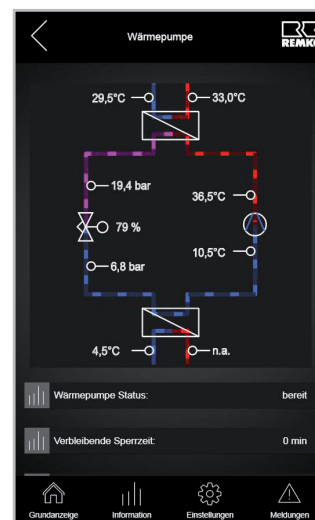 Wärmepumpe
REMKO
29,5°C
33,0°C
19,4 bar
36,5°C
79 %
10,5°C
6,8 bar
4,5°C
n.a.
Wärmepumpe Status: bereit
Verbleibende Sperrzeit: 0 min
Grundanzeige Information Einstellungen Meldungen